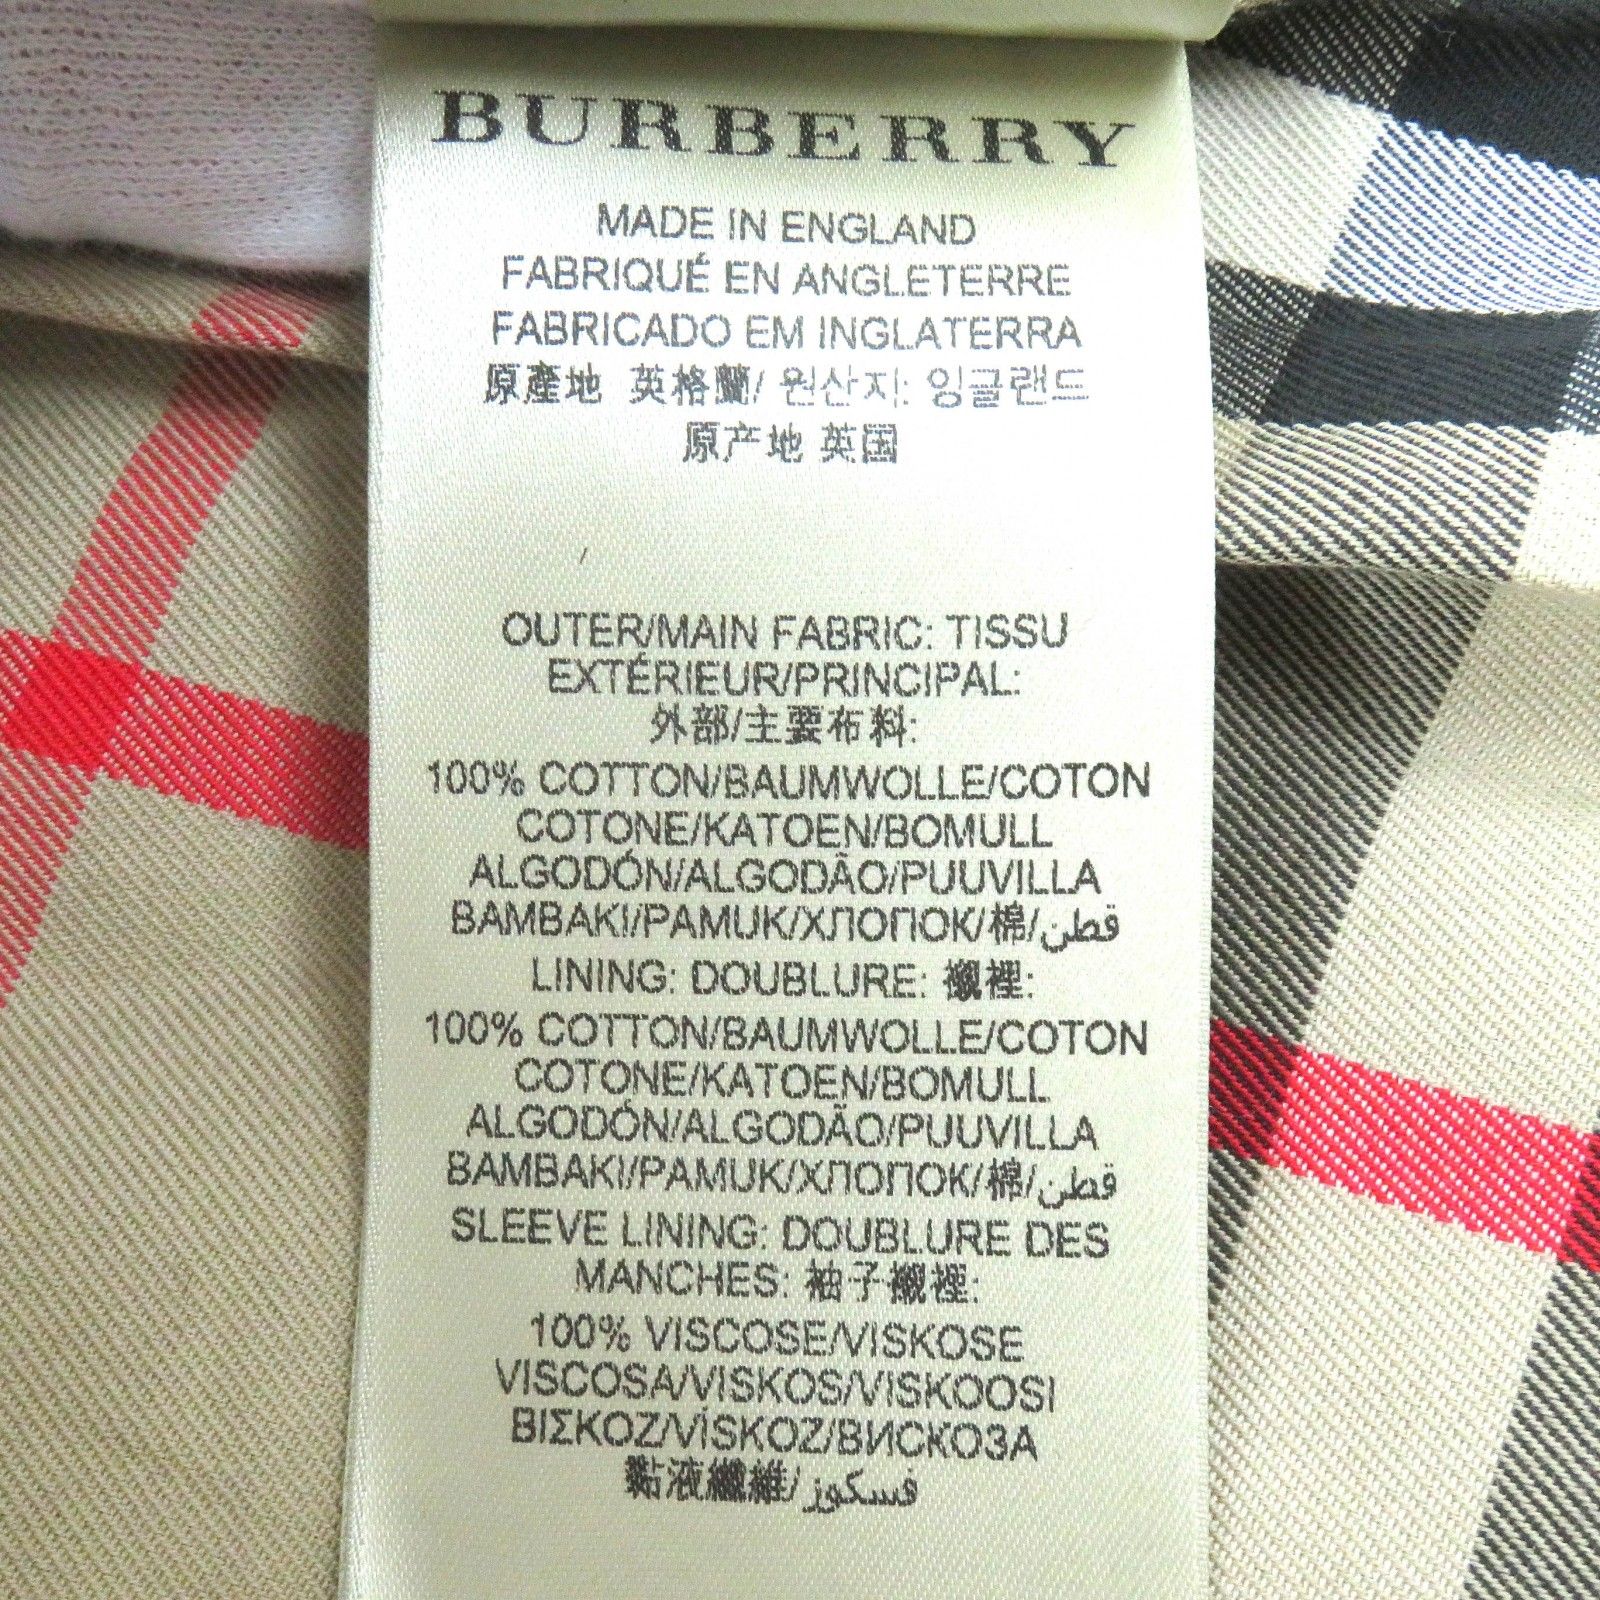 BURBERRY
MADE IN ENGLAND
FABRIQUÉ EN ANGLETERRE
FABRICADO EM INGLATERRA
原產地 英格蘭/ 원산지: 잉글랜드
原产地 英国
OUTER/MAIN FABRIC: TISSU
EXTÉRIEUR/PRINCIPAL:
外部/主要布料:
100% COTTON/BAUMWOLLE/COTON
COTONE/KATOEN/BOMULL
ALGODÓN/ALGODÃO/PUUVILLA
BAMBAKI/PAMUK/ХЛОПОК/棉/قطن
LINING: DOUBLURE: 襯裡:
100% COTTON/BAUMWOLLE/COTON
COTONE/KATOEN/BOMULL
ALGODÓN/ALGODÃO/PUUVILLA
BAMBAKI/PAMUK/ХЛОПОК/棉/قطن
SLEEVE LINING: DOUBLURE DES
MANCHES: 袖子襯裡:
100% VISCOSE/VISKOSE
VISCOSA/VISKOS/VISKOOSI
ΒΙΣΚΟΖ/VİSKOZ/ВИСКОЗА
黏液纖維/فسكوز